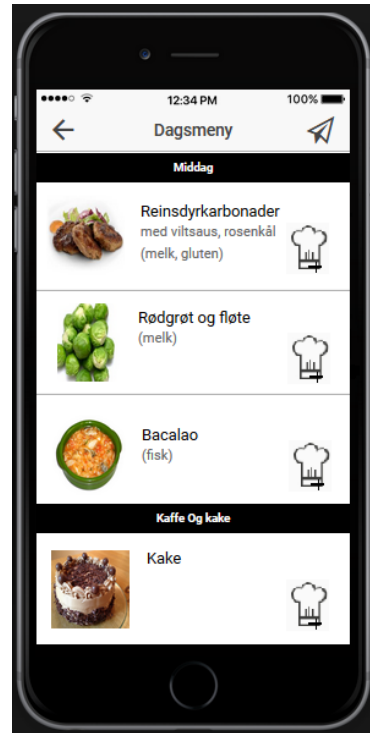 12:34 PM
100%
Dagsmeny
Middag
Reinsdyrkarbonader
med viltsaus, rosenkål
(melk, gluten)
Rødgrøt og fløte
(melk)
Bacalao
(fisk)
Kaffe Og kake
Kake